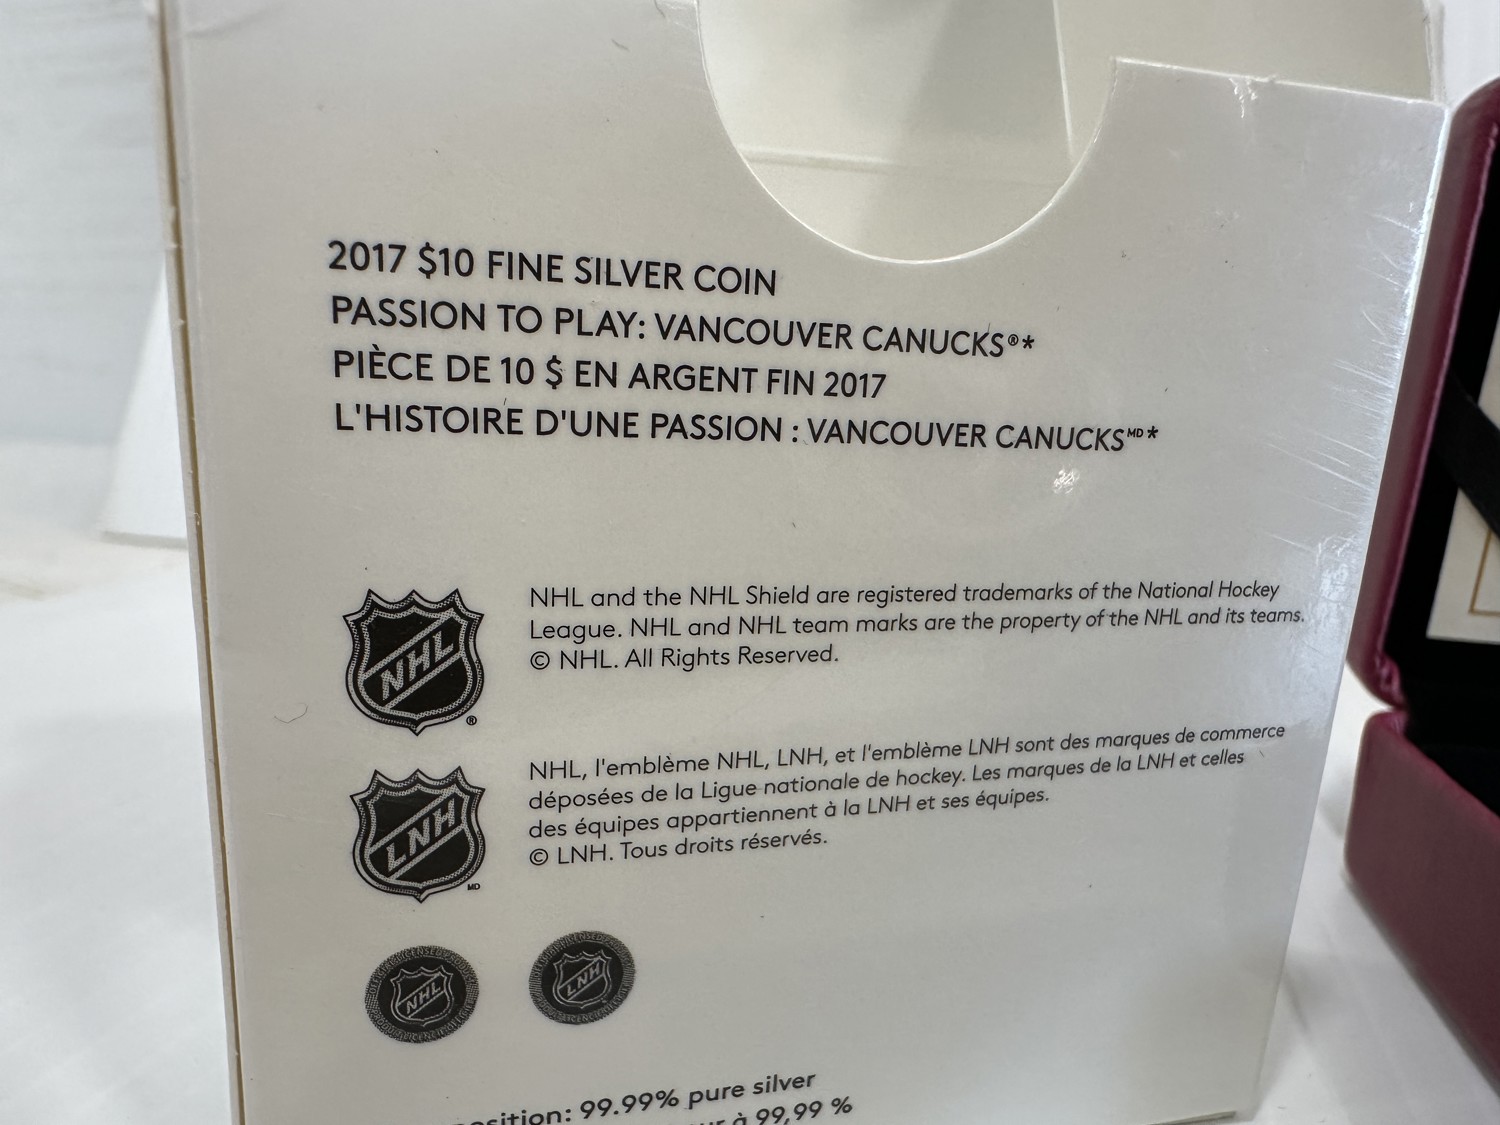 2017 $10 FINE SILVER COIN
PASSION TO PLAY: VANCOUVER CANUCKS®*
PIÈCE DE 10 $ EN ARGENT FIN 2017
L'HISTOIRE D'UNE PASSION : VANCOUVER CANUCKSᴹᴰ*
NHL
®
NHL and the NHL Shield are registered trademarks of the National Hockey
League. NHL and NHL team marks are the property of the NHL and its teams.
© NHL. All Rights Reserved.
LNH
MD
NHL, l'emblème NHL, LNH, et l'emblème LNH sont des marques de commerce
déposées de la Ligue nationale de hockey. Les marques de la LNH et celles
des équipes appartiennent à la LNH et ses équipes.
© LNH. Tous droits réservés.
NHL
LNH
99.99% pure silver
à 99,99 %